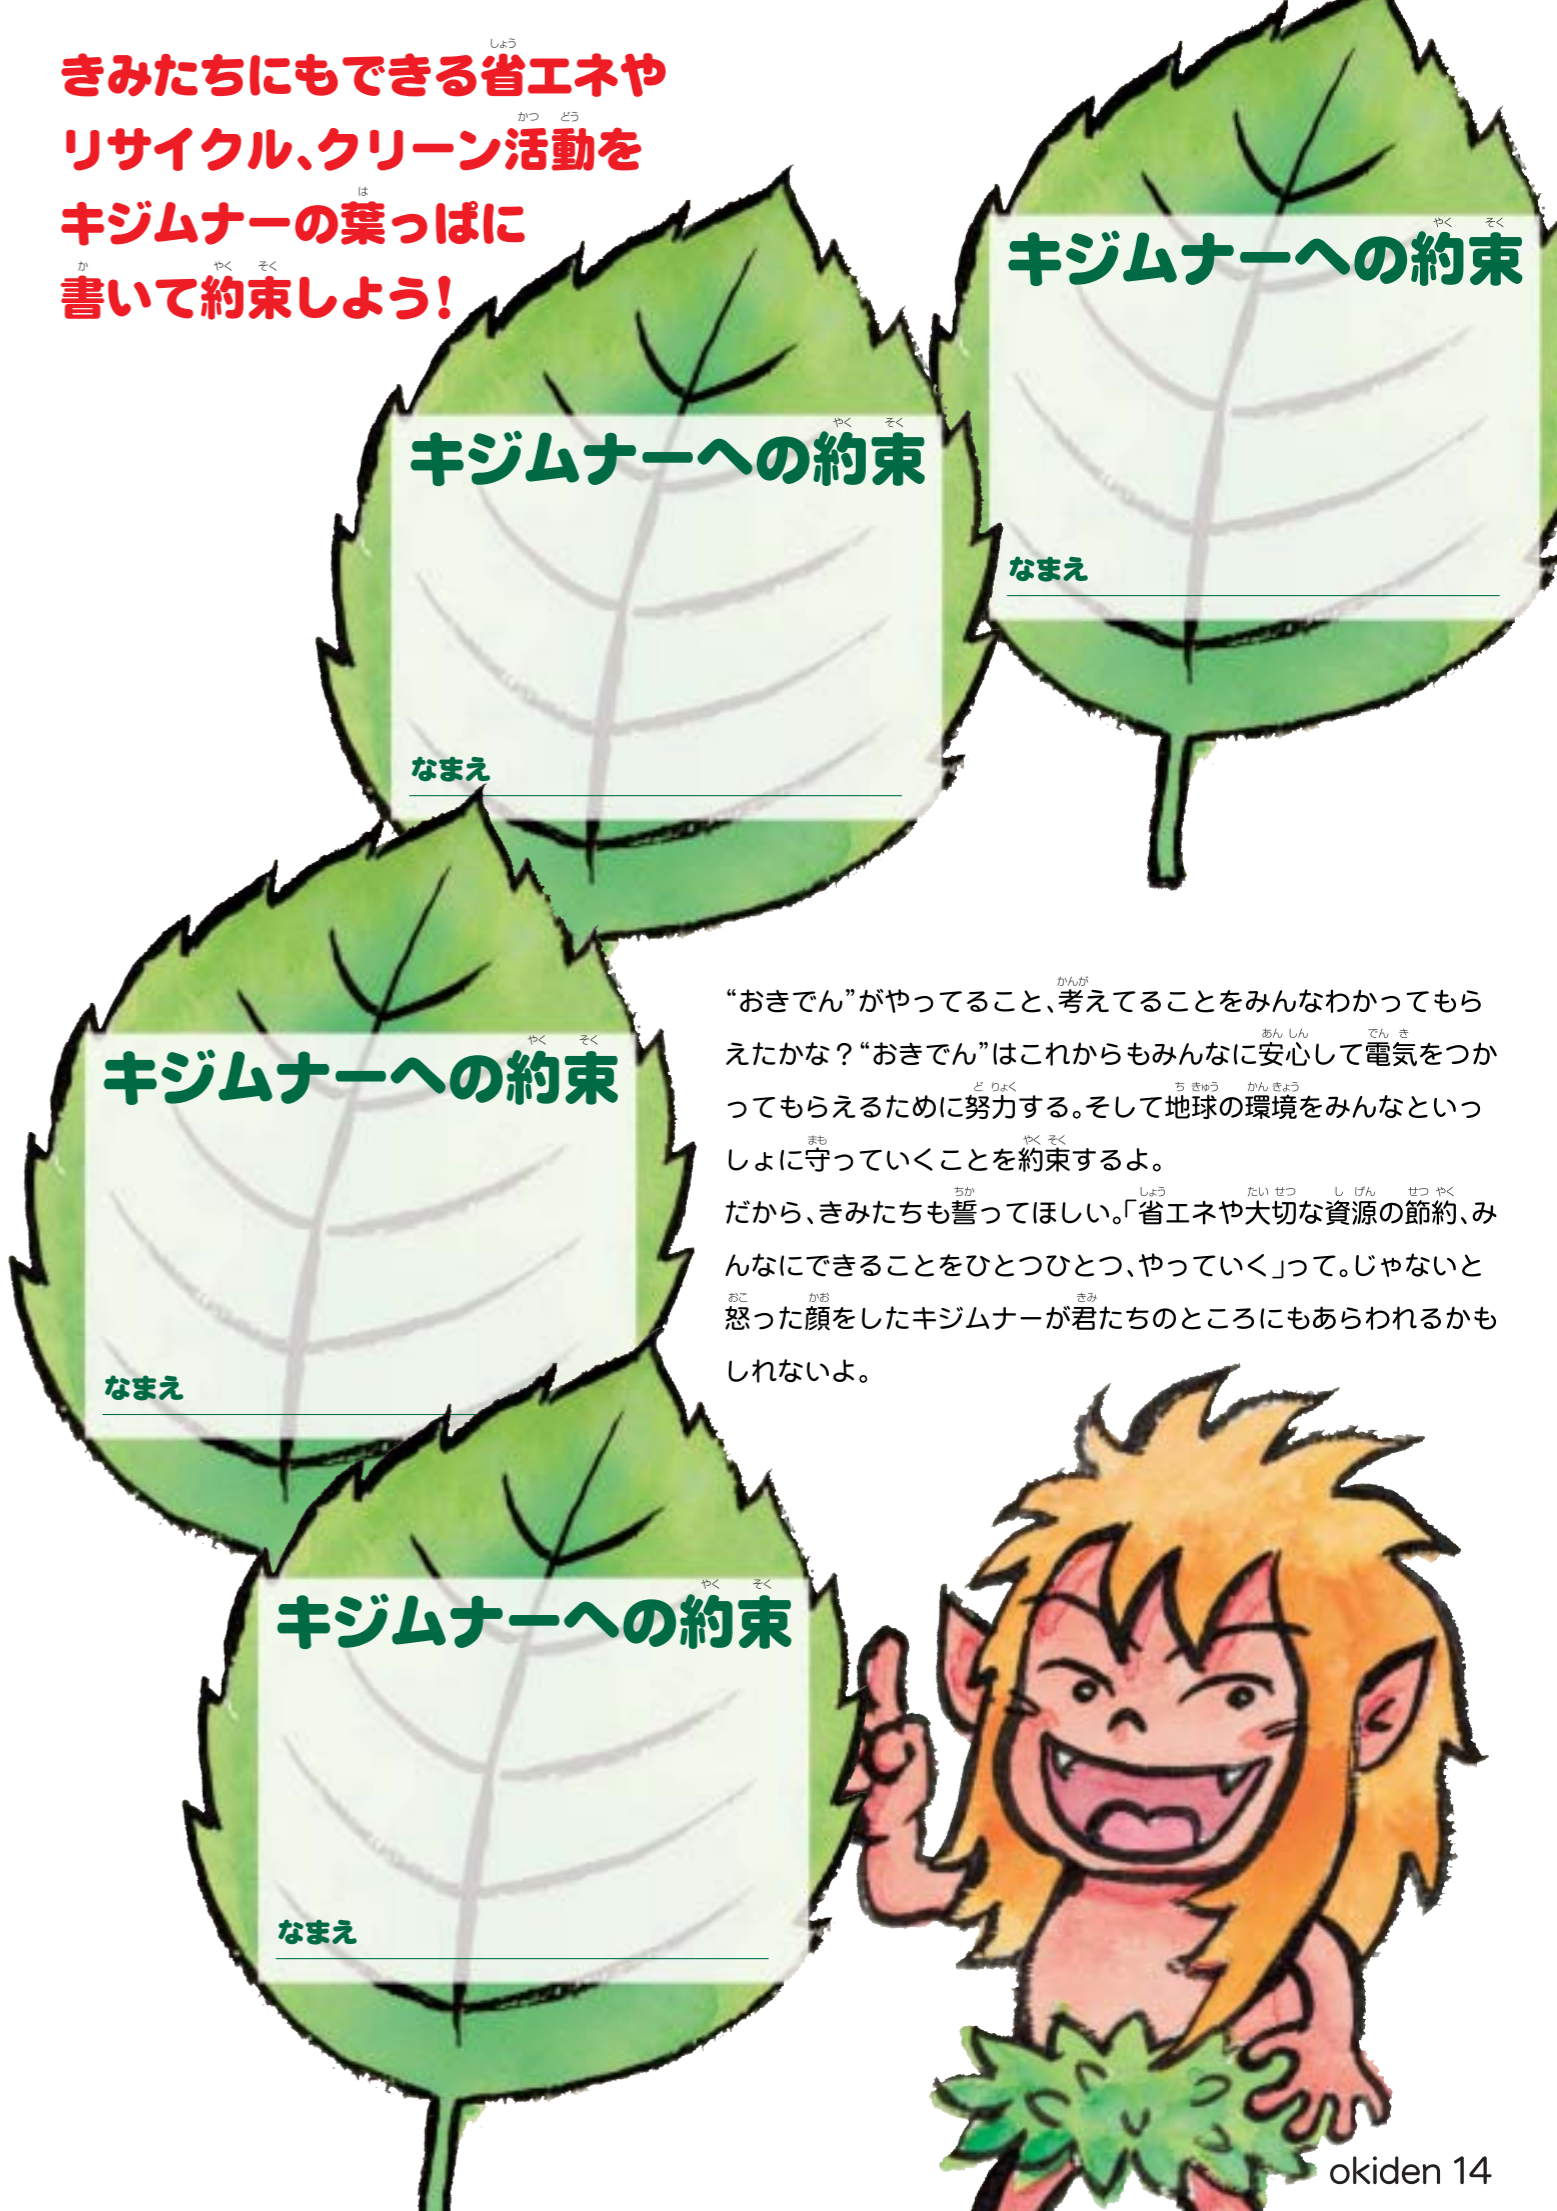 きみたちにもできる省エネや
リサイクル、クリーン活動を
キジムナーの葉っぱに
書いて約束しよう!
キジムナーへの約束
なまえ
キジムナーへの約束
なまえ
キジムナーへの約束
なまえ
キジムナーへの約束
なまえ
“おきでん”がやってること、考えてることをみんなわかってもら
えたかな?“おきでん”はこれからもみんなに安心して電気をつか
ってもらえるために努力する。そして地球の環境をみんなといっ
しょに守っていくことを約束するよ。
だから、きみたちも誓ってほしい。「省エネや大切な資源の節約、み
んなにできることをひとつひとつ、やっていく」って。じゃないと
怒った顔をしたキジムナーが君たちのところにもあらわれるかも
しれないよ。
okiden 14